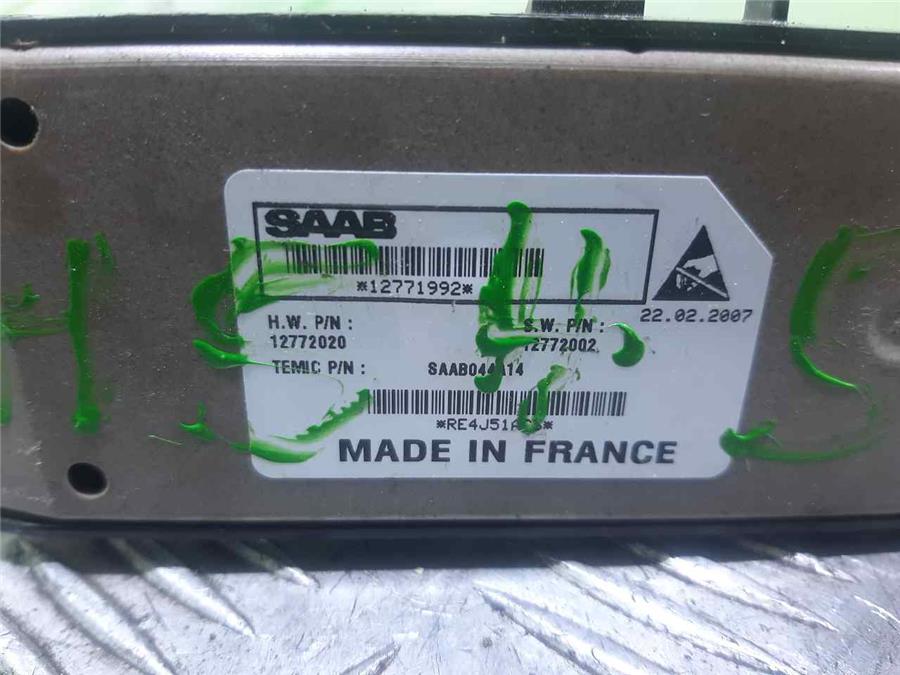 SAAB
*12771992*
22.02.2007
H.W. P/N : S.W. P/N :
12772020 12772002
TEMIC P/N :
MADE IN FRANCE